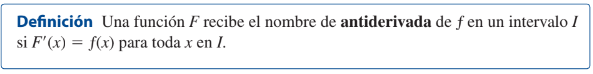 Definición Una función F recibe el nombre de antiderivada de f en un intervalo I
si F′(x) = f(x) para toda x en I.